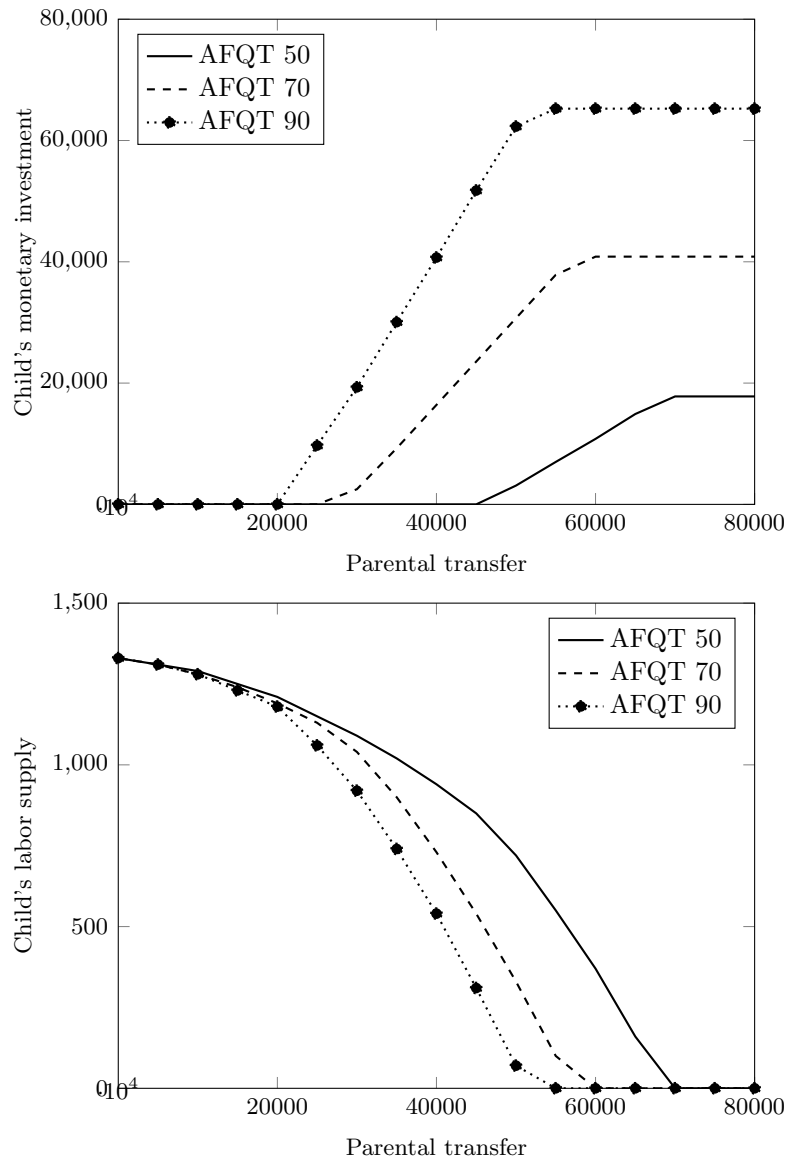 80,000
AFQT 50
AFQT 70
AFQT 90
60,000
40,000
20,000
0
Child's monetary investment
·10⁴
20000 40000 60000 80000
Parental transfer
1,500
AFQT 50
AFQT 70
AFQT 90
1,000
500
0
Child's labor supply
·10⁴
20000 40000 60000 80000
Parental transfer